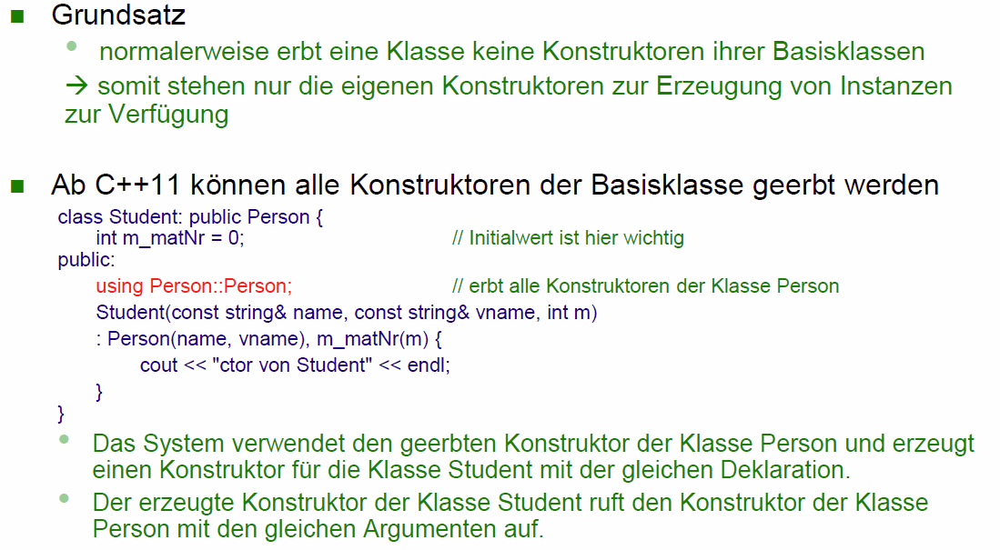 Grundsatz
normalerweise erbt eine Klasse keine Konstruktoren ihrer Basisklassen
→ somit stehen nur die eigenen Konstruktoren zur Erzeugung von Instanzen
zur Verfügung
Ab C++11 können alle Konstruktoren der Basisklasse geerbt werden
class Student: public Person {
int m_matNr = 0; // Initialwert ist hier wichtig
public:
using Person::Person; // erbt alle Konstruktoren der Klasse Person
Student(const string& name, const string& vname, int m)
: Person(name, vname), m_matNr(m) {
cout << "ctor von Student" << endl;
}
}
Das System verwendet den geerbten Konstruktor der Klasse Person und erzeugt
einen Konstruktor für die Klasse Student mit der gleichen Deklaration.
Der erzeugte Konstruktor der Klasse Student ruft den Konstruktor der Klasse
Person mit den gleichen Argumenten auf.